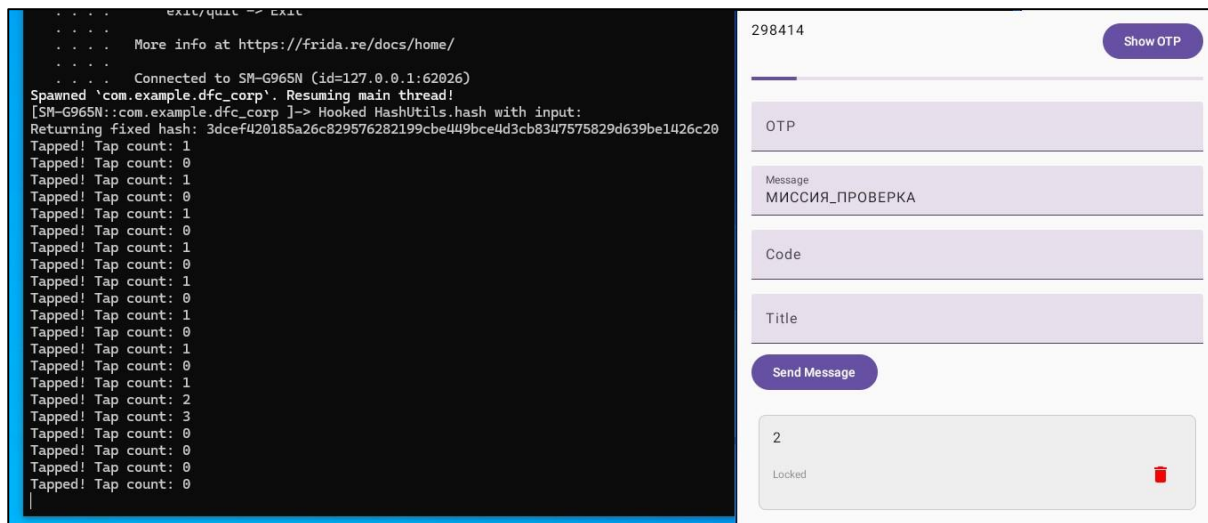 . . . .       exit/quit -> Exit
. . . .
. . . .   More info at https://frida.re/docs/home/
. . . .
. . . .   Connected to SM-G965N (id=127.0.0.1:62026)
Spawned `com.example.dfc_corp`. Resuming main thread!
[SM-G965N::com.example.dfc_corp ]-> Hooked HashUtils.hash with input:
Returning fixed hash: 3dcef420185a26c829576282199cbe449bce4d3cb8347575829d639be1426c20
Tapped! Tap count: 1
Tapped! Tap count: 0
Tapped! Tap count: 1
Tapped! Tap count: 0
Tapped! Tap count: 1
Tapped! Tap count: 0
Tapped! Tap count: 1
Tapped! Tap count: 0
Tapped! Tap count: 1
Tapped! Tap count: 0
Tapped! Tap count: 1
Tapped! Tap count: 0
Tapped! Tap count: 1
Tapped! Tap count: 0
Tapped! Tap count: 1
Tapped! Tap count: 2
Tapped! Tap count: 3
Tapped! Tap count: 0
Tapped! Tap count: 0
Tapped! Tap count: 0
Tapped! Tap count: 0
298414
Show OTP
OTP
Message
МИССИЯ_ПРОВЕРКА
Code
Title
Send Message
2
Locked